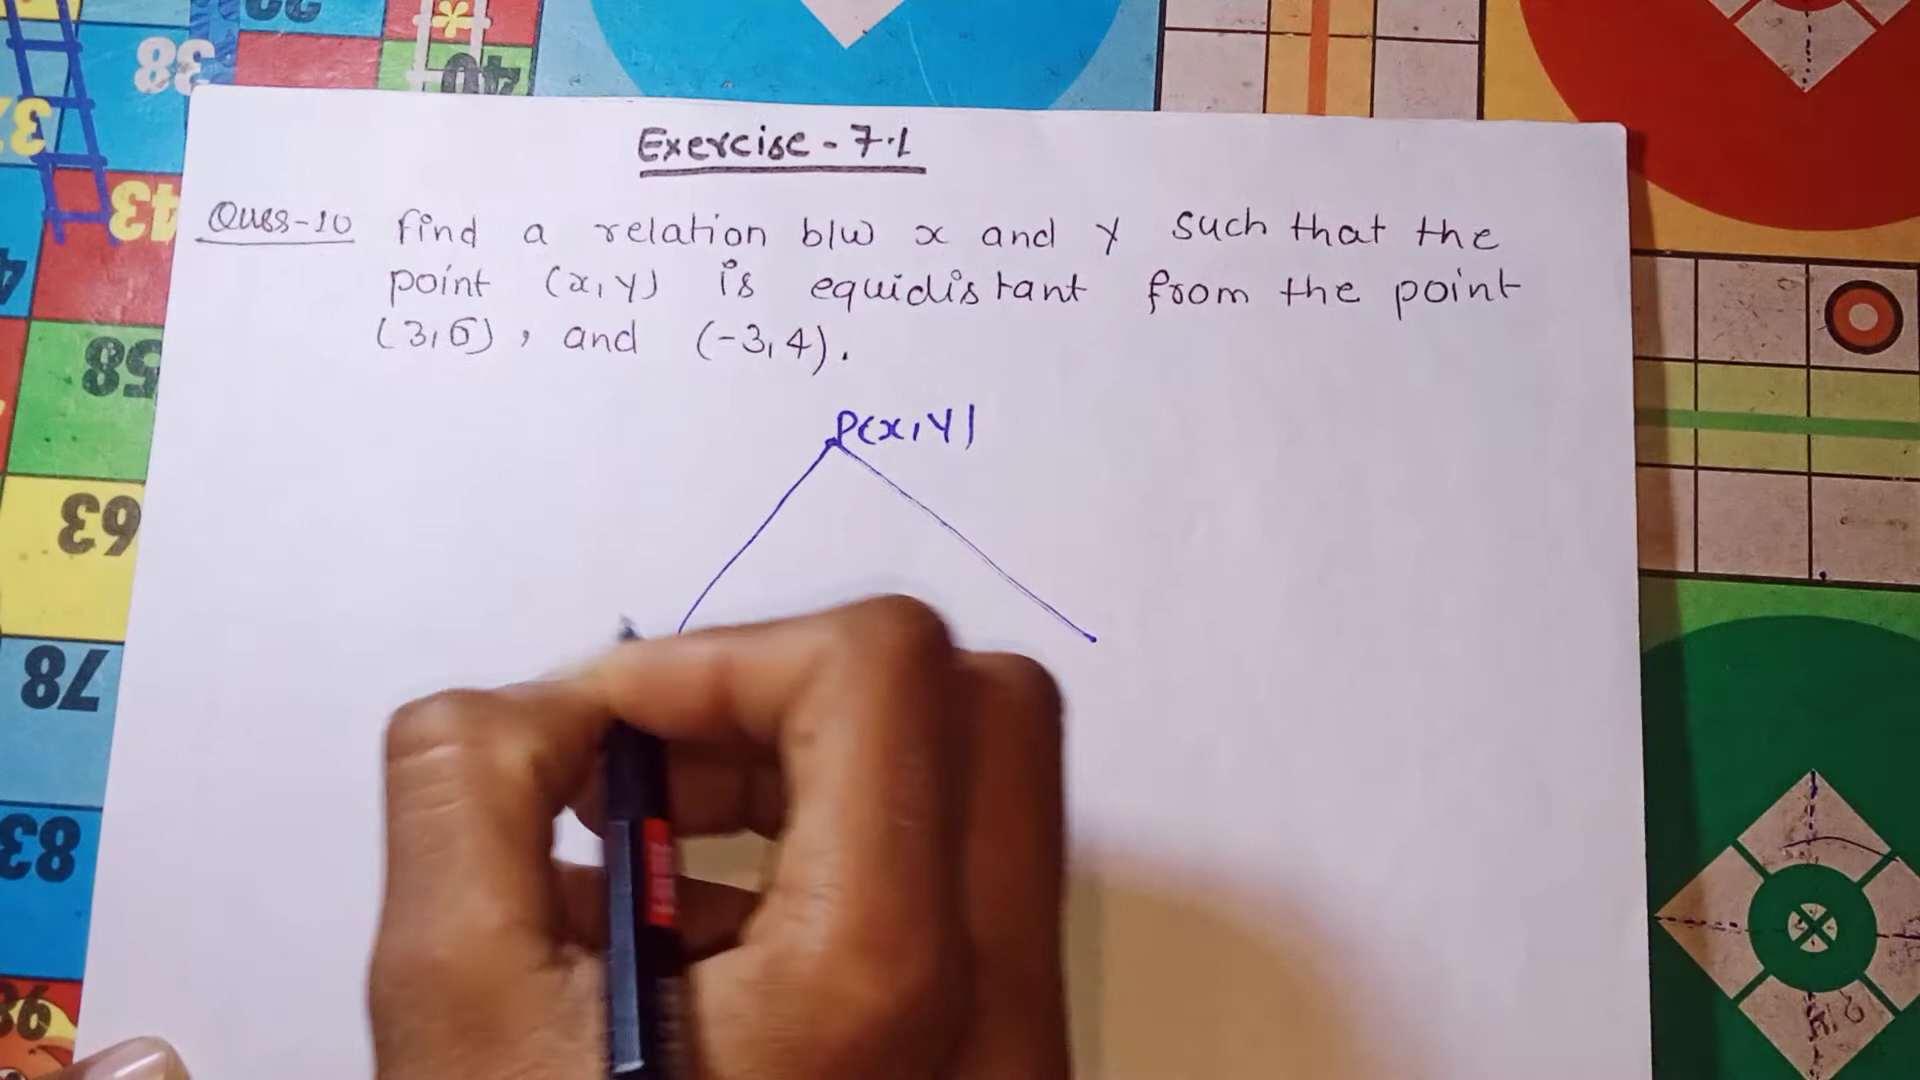 Exercise - 7.1
Ques-10 find a relation b/w x and y such that the
point (x,y) is equidistant from the point
(3,6), and (-3,4).
P(x,y)
38
40
43
58
63
78
83
98